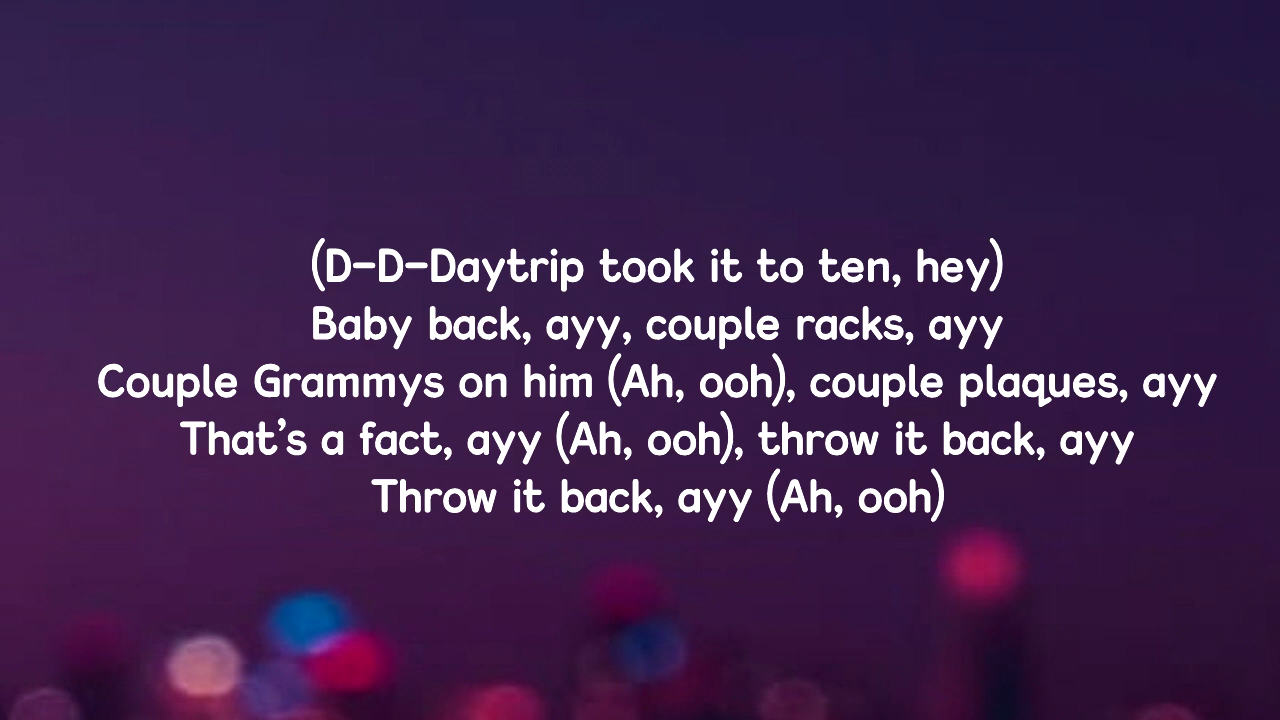 (D-D-Daytrip took it to ten, hey)
Baby back, ayy, couple racks, ayy
Couple Grammys on him (Ah, ooh), couple plaques, ayy
That's a fact, ayy (Ah, ooh), throw it back, ayy
Throw it back, ayy (Ah, ooh)